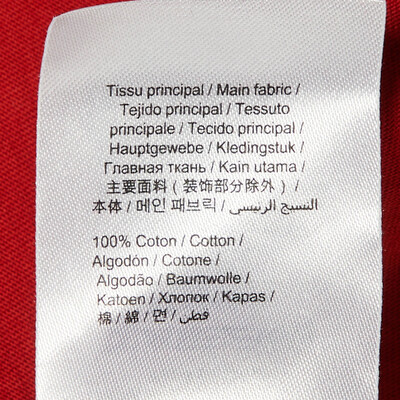 Tissu principal / Main fabric /
Tejido principal / Tessuto
principale / Tecido principal /
Hauptgewebe / Kledingstuk /
Главная ткань / Kain utama /
主要面料（装饰部分除外）/
本体 / 메인 패브릭 / النسيج الرئيسي
100% Coton / Cotton /
Algodón / Cotone /
Algodão / Baumwolle /
Katoen / Хлопок / Kapas /
棉 / 綿 / 면 / قطن